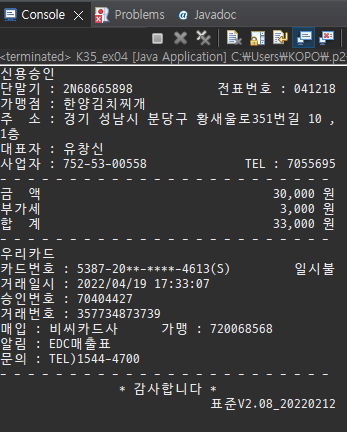 Console
Problems
Javadoc
<terminated> K35_ex04 [Java Application] C:₩Users₩KOPO₩.p2
신용승인
단말기 : 2N68665898 전표번호 : 041218
가맹점 : 한양김치찌개
주 소 : 경기 성남시 분당구 황새울로351번길 10 ,
1층
대표자 : 유창신
사업자 : 752-53-00558 TEL : 7055695
- - - - - - - - - - - - - - - - - - - - - - - -
금 액 30,000 원
부가세 3,000 원
합 계 33,000 원
- - - - - - - - - - - - - - - - - - - - - - - -
우리카드
카드번호 : 5387-20**-****-4613(S) 일시불
거래일시 : 2022/04/19 17:33:07
승인번호 : 70404427
거래번호 : 357734873739
매입 : 비씨카드사 가맹 : 720068568
알림 : EDC매출표
문의 : TEL)1544-4700
- - - - - - - - - - - - - - - - - - - - - - - -
* 감사합니다 *
표준V2.08_20220212